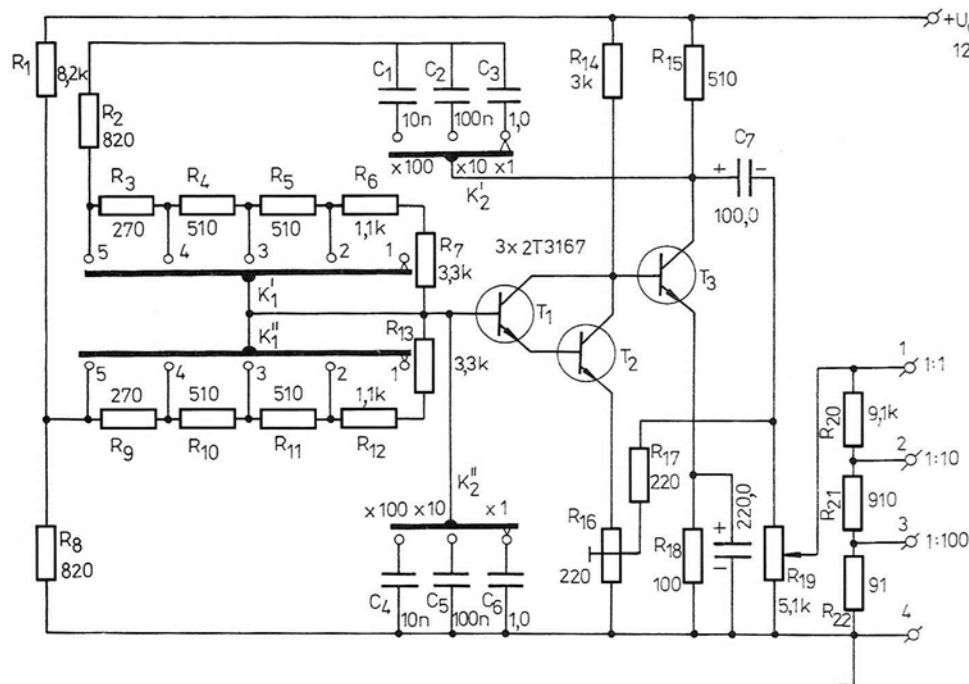 +U
12
R1
8,2k
R2
820
C1
C2
C3
10n
100n
1,0
x100
x10
x1
K'2
R14
3k
R15
510
C7
+
−
100,0
R3
R4
R5
R6
270
510
510
1,1k
5
4
3
2
1
R7
3,3k
3x2T3167
K'1
K''1
T1
T2
T3
R13
3,3k
5
4
3
2
1
270
510
510
1,1k
R9
R10
R11
R12
K''2
x100
x10
x1
R8
820
C4
C5
C6
10n
100n
1,0
R17
220
R16
220
R18
100
220,0
+
−
R19
5,1k
R20
9,1k
R21
910
R22
91
1
1:1
2
1:10
3
1:100
4